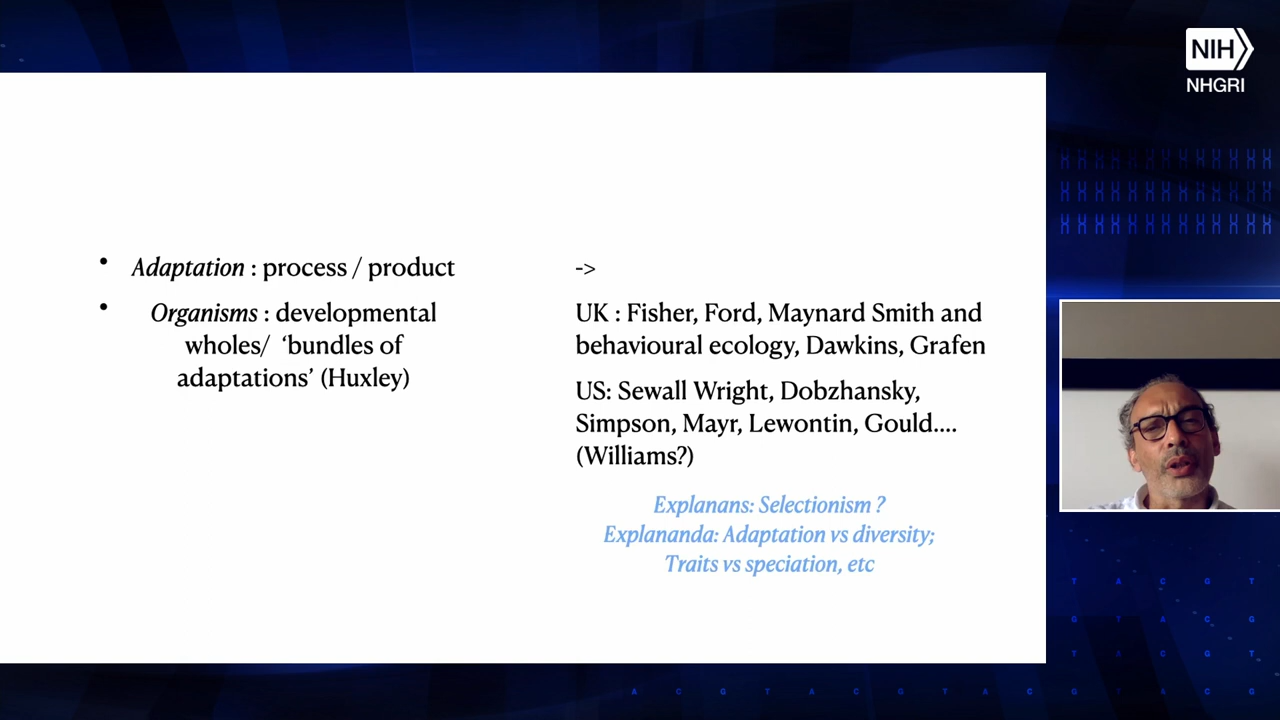 NIH
NHGRI
• Adaptation : process / product
• Organisms : developmental
wholes/ ‘bundles of
adaptations’ (Huxley)
->
UK : Fisher, Ford, Maynard Smith and
behavioural ecology, Dawkins, Grafen
US: Sewall Wright, Dobzhansky,
Simpson, Mayr, Lewontin, Gould....
(Williams?)
Explanans: Selectionism ?
Explananda: Adaptation vs diversity;
Traits vs speciation, etc
T A C G T
G T A C G
T A C G T
A C G T A C G T A C G T A C G